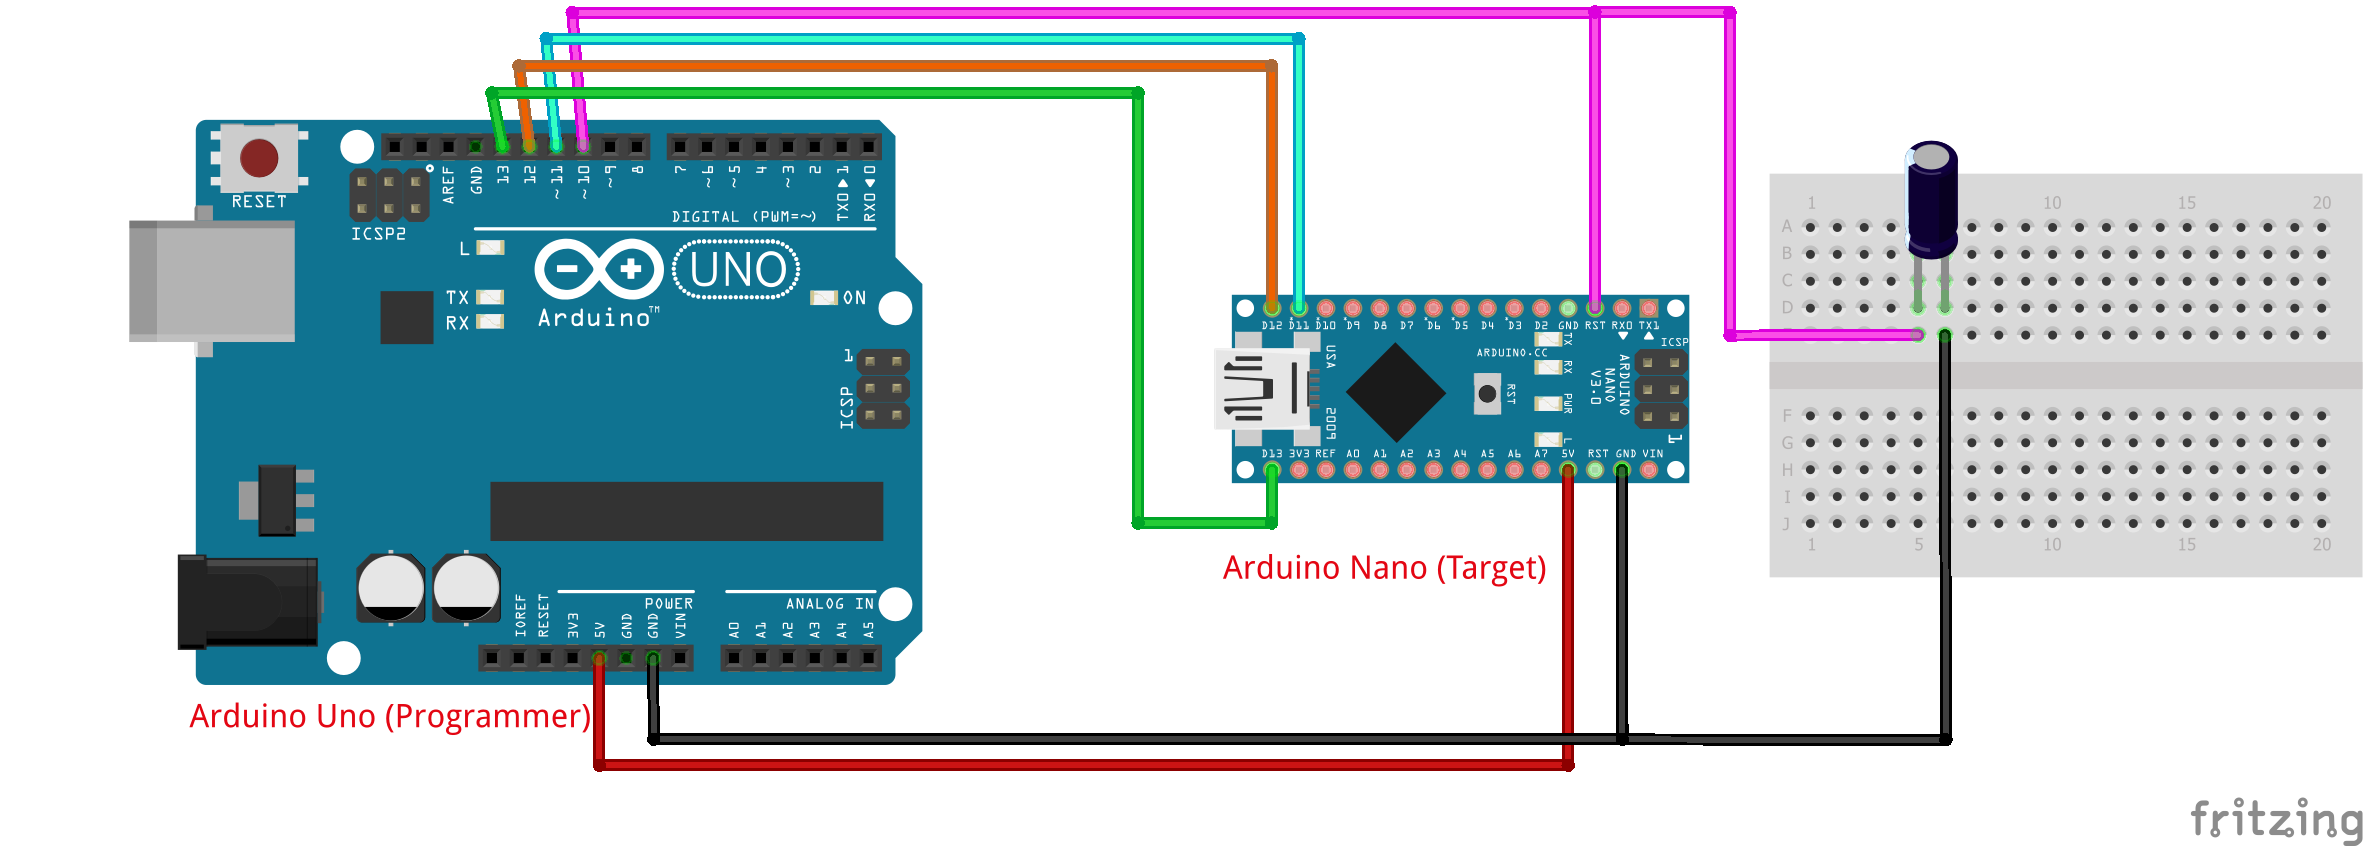 RESET
ICSP2
AREF
GND
13
12
~11
~10
~9
8
7
~6
~5
4
~3
2
TX0▶1
RX0◀0
DIGITAL (PWM=~)
L
TX
RX
UNO
ON
Arduino™
1
ICSP
POWER
ANALOG IN
IOREF
RESET
3V3
5V
GND
GND
VIN
A0
A1
A2
A3
A4
A5
Arduino Uno (Programmer)
D12
D11
D10
D9
D8
D7
D6
D5
D4
D3
D2
GND
RST
RX0
TX1
USA
2009
ARDUINO.CC
RST
TX
RX
PWR
L
ICSP
ARDUINO
NANO
V3.0
1
D13
3V3
REF
A0
A1
A2
A3
A4
A5
A6
A7
5V
RST
GND
VIN
Arduino Nano (Target)
1
10
15
20
A
B
C
D
F
G
H
I
J
1
5
10
15
20
fritzing